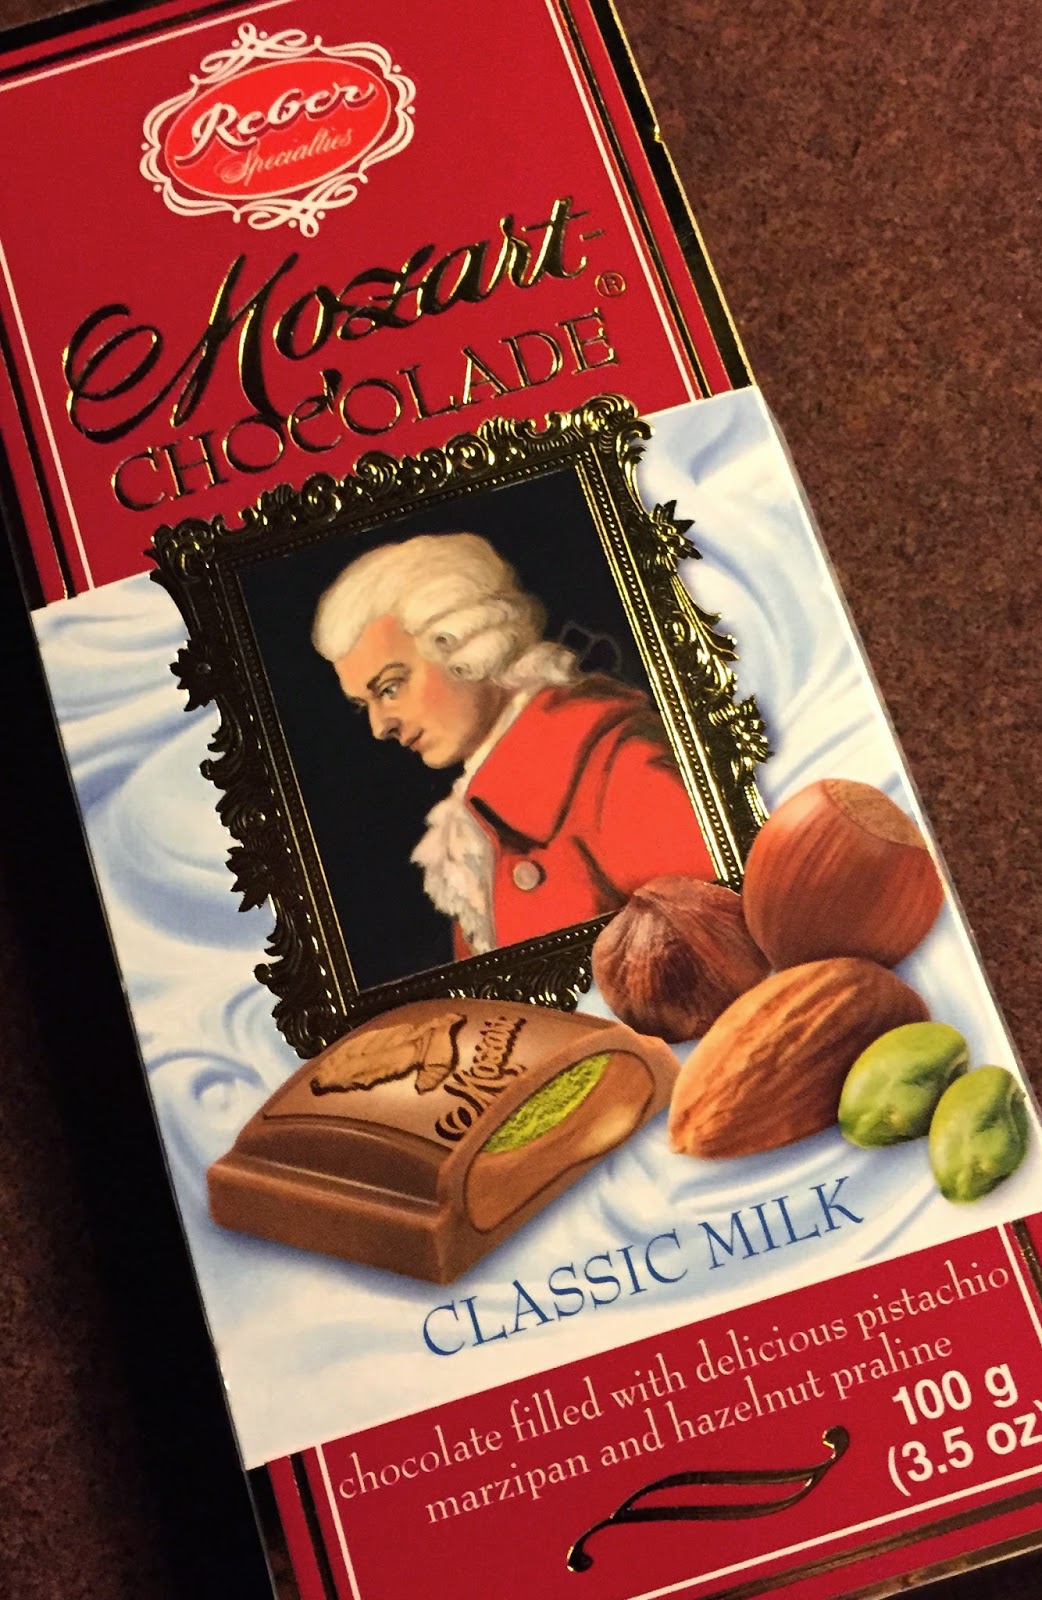 Reber
Specialties
Mozart-
CHOCOLADE®
Mozart
CLASSIC MILK
chocolate filled with delicious pistachio
marzipan and hazelnut praline
100 g
(3.5 oz)